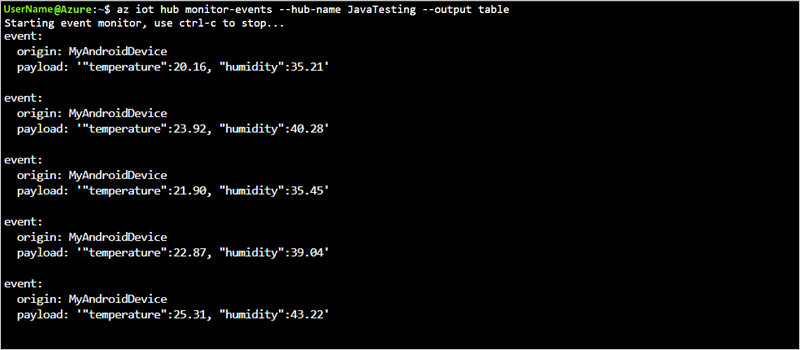 UserName@Azure:~$ az iot hub monitor-events --hub-name JavaTesting --output table
Starting event monitor, use ctrl-c to stop...
event:
  origin: MyAndroidDevice
  payload: '"temperature":20.16, "humidity":35.21'
event:
  origin: MyAndroidDevice
  payload: '"temperature":23.92, "humidity":40.28'
event:
  origin: MyAndroidDevice
  payload: '"temperature":21.90, "humidity":35.45'
event:
  origin: MyAndroidDevice
  payload: '"temperature":22.87, "humidity":39.04'
event:
  origin: MyAndroidDevice
  payload: '"temperature":25.31, "humidity":43.22'